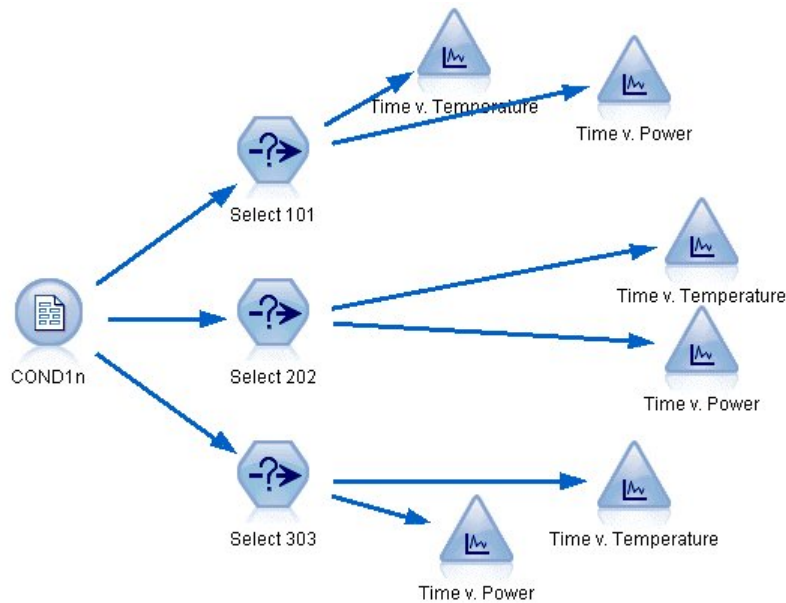 Time v. Temperature
Time v. Power
Select 101
Time v. Temperature
COND1n
Select 202
Time v. Power
Select 303
Time v. Temperature
Time v. Power